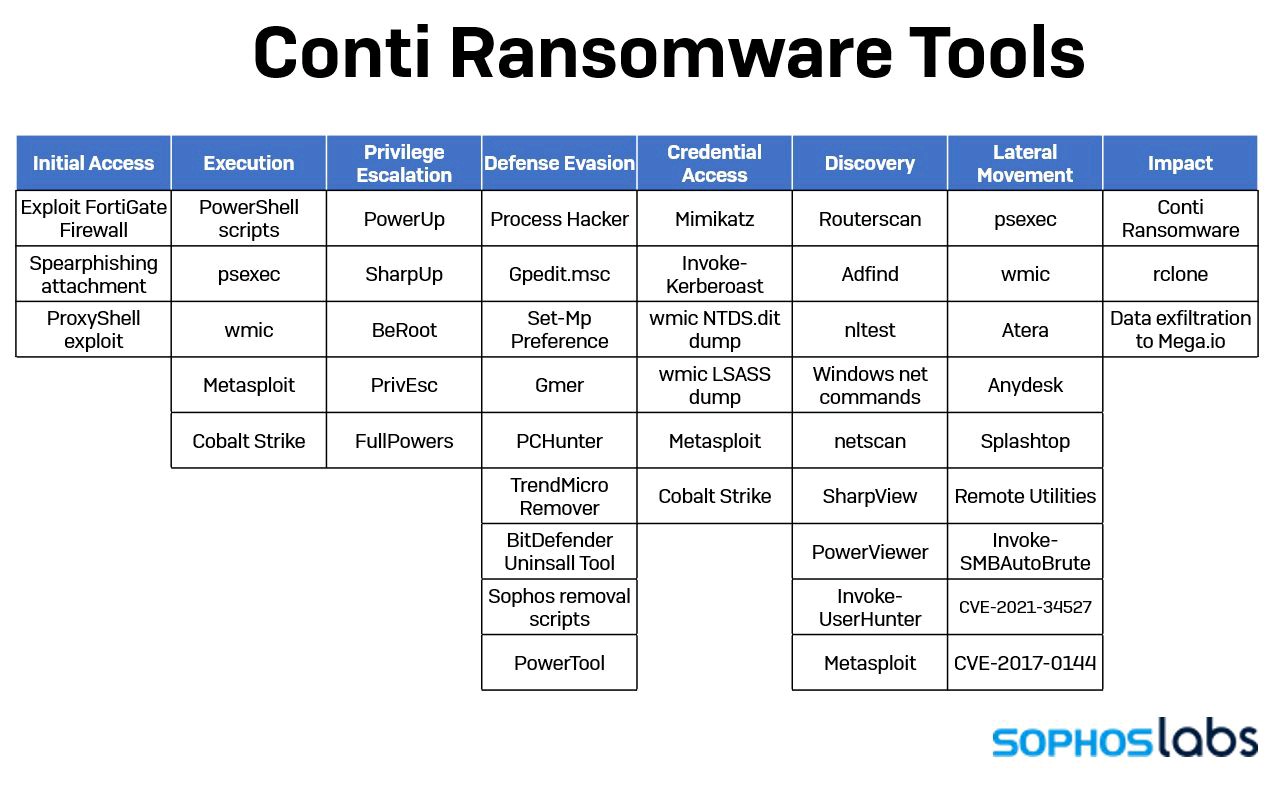 Conti Ransomware Tools
Initial Access
Execution
Privilege
Escalation
Defense Evasion
Credential
Access
Discovery
Lateral
Movement
Impact
Exploit FortiGate
Firewall
PowerShell
scripts
PowerUp
Process Hacker
Mimikatz
Routerscan
psexec
Conti
Ransomware
Spearphishing
attachment
psexec
SharpUp
Gpedit.msc
Invoke-
Kerberoast
Adfind
wmic
rclone
ProxyShell
exploit
wmic
BeRoot
Set-Mp
Preference
wmic NTDS.dit
dump
nltest
Atera
Data exfiltration
to Mega.io
Metasploit
PrivEsc
Gmer
wmic LSASS
dump
Windows net
commands
Anydesk
Cobalt Strike
FullPowers
PCHunter
Metasploit
netscan
Splashtop
TrendMicro
Remover
Cobalt Strike
SharpView
Remote Utilities
BitDefender
Uninsall Tool
PowerViewer
Invoke-
SMBAutoBrute
Sophos removal
scripts
Invoke-
UserHunter
CVE-2021-34527
PowerTool
Metasploit
CVE-2017-0144
SOPHOSlabs